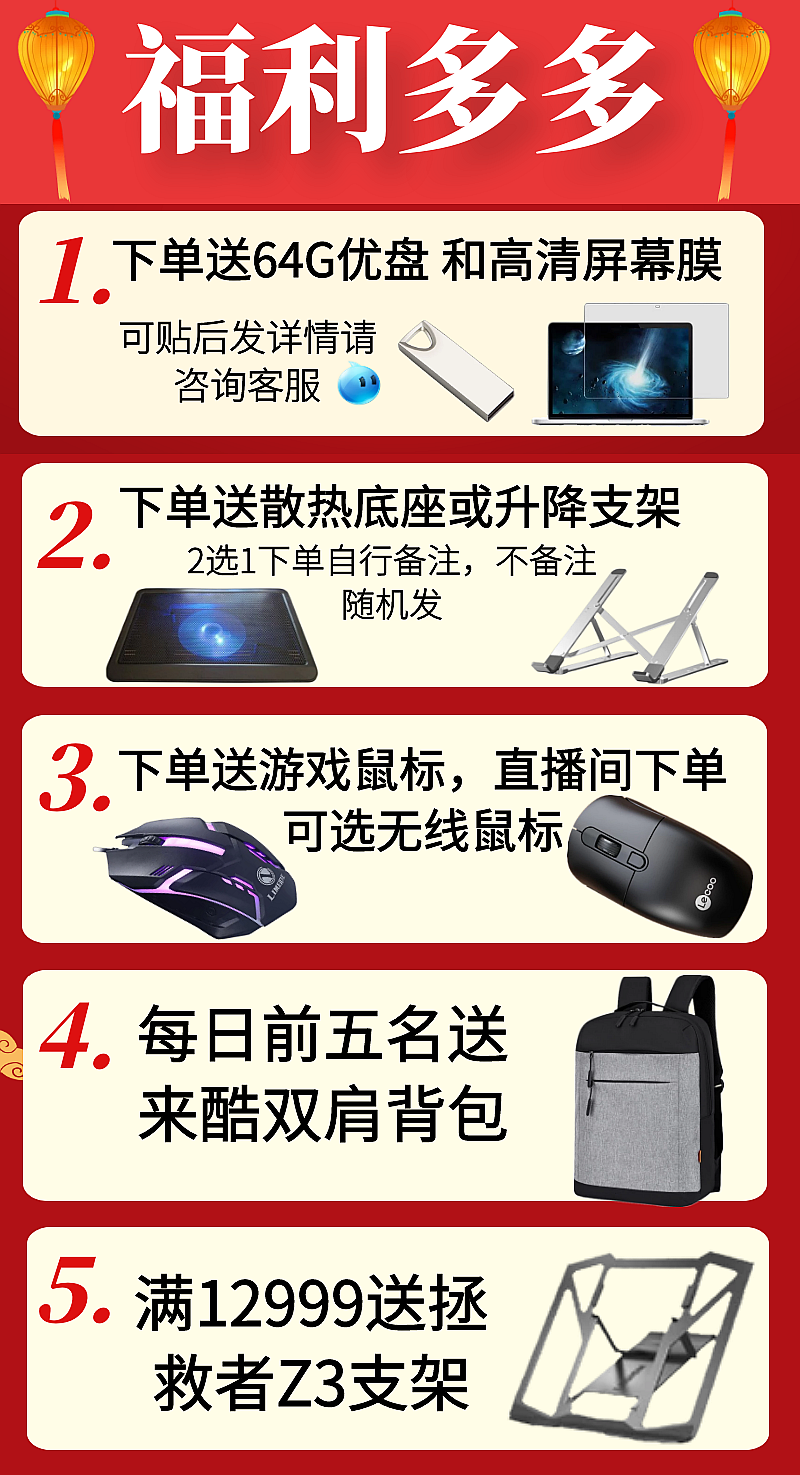 福利多多
1.
下单送64G优盘 和高清屏幕膜
可贴后发详情请
咨询客服
2.
下单送散热底座或升降支架
2选1下单自行备注，不备注
随机发
3.
下单送游戏鼠标，直播间下单
可选无线鼠标
Lecoo
4.
每日前五名送
来酷双肩背包
5.
满12999送拯
救者Z3支架